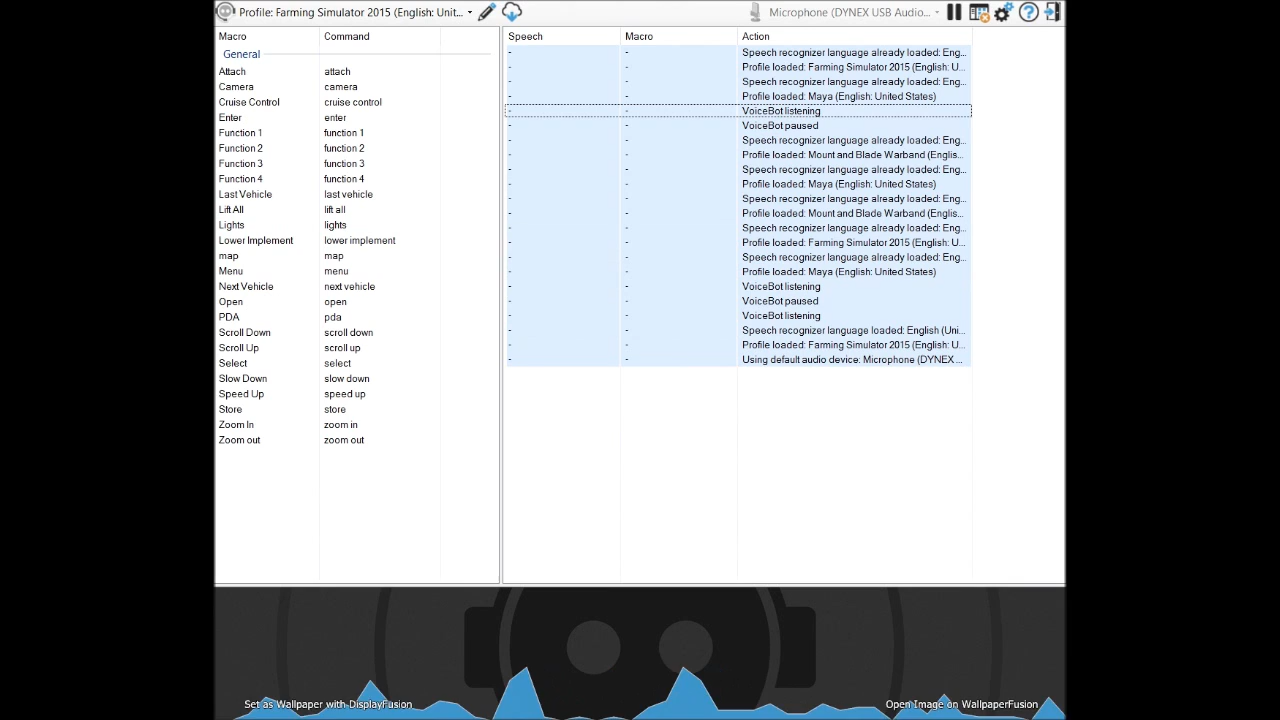 Profile: Farming Simulator 2015 (English: Unit...
Microphone (DYNEX USB Audio...
Macro Command
General
Attach attach
Camera camera
Cruise Control cruise control
Enter enter
Function 1 function 1
Function 2 function 2
Function 3 function 3
Function 4 function 4
Last Vehicle last vehicle
Lift All lift all
Lights lights
Lower Implement lower implement
map map
Menu menu
Next Vehicle next vehicle
Open open
PDA pda
Scroll Down scroll down
Scroll Up scroll up
Select select
Slow Down slow down
Speed Up speed up
Store store
Zoom In zoom in
Zoom out zoom out
Speech Macro Action
- - Speech recognizer language already loaded: Eng...
- - Profile loaded: Farming Simulator 2015 (English: U...
- - Speech recognizer language already loaded: Eng...
- - Profile loaded: Maya (English: United States)
- - VoiceBot listening
- - VoiceBot paused
- - Speech recognizer language already loaded: Eng...
- - Profile loaded: Mount and Blade Warband (Englis...
- - Speech recognizer language already loaded: Eng...
- - Profile loaded: Maya (English: United States)
- - Speech recognizer language already loaded: Eng...
- - Profile loaded: Mount and Blade Warband (Englis...
- - Speech recognizer language already loaded: Eng...
- - Profile loaded: Farming Simulator 2015 (English: U...
- - Speech recognizer language already loaded: Eng...
- - Profile loaded: Maya (English: United States)
- - VoiceBot listening
- - VoiceBot paused
- - VoiceBot listening
- - Speech recognizer language loaded: English (Uni...
- - Profile loaded: Farming Simulator 2015 (English: U...
- - Using default audio device: Microphone (DYNEX ...
Set as Wallpaper with DisplayFusion
Open Image on WallpaperFusion